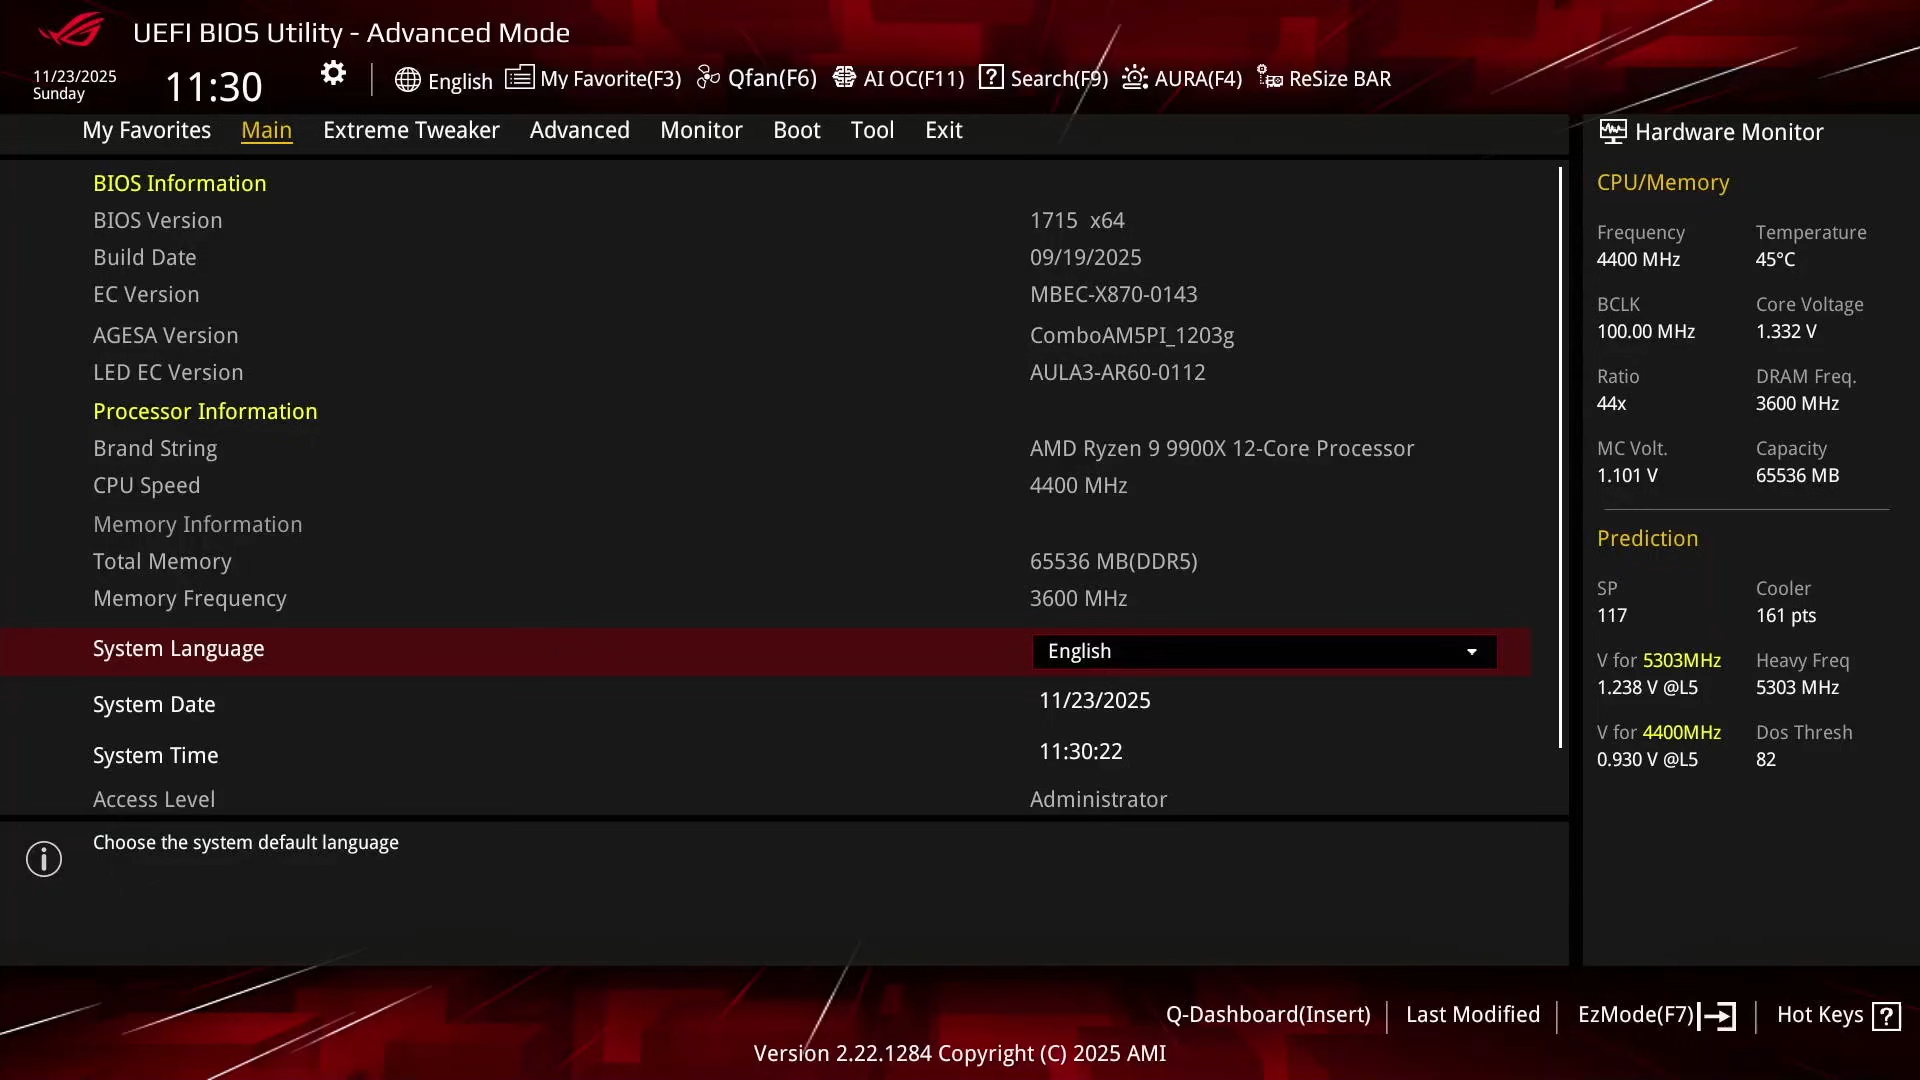 UEFI BIOS Utility - Advanced Mode
11/23/2025
Sunday
11:30
English
My Favorite(F3)
Qfan(F6)
AI OC(F11)
Search(F9)
AURA(F4)
ReSize BAR
My Favorites Main Extreme Tweaker Advanced Monitor Boot Tool Exit
BIOS Information
BIOS Version 1715 x64
Build Date 09/19/2025
EC Version MBEC-X870-0143
AGESA Version ComboAM5PI_1203g
LED EC Version AULA3-AR60-0112
Processor Information
Brand String AMD Ryzen 9 9900X 12-Core Processor
CPU Speed 4400 MHz
Memory Information
Total Memory 65536 MB(DDR5)
Memory Frequency 3600 MHz
System Language English
System Date 11/23/2025
System Time 11:30:22
Access Level Administrator
Choose the system default language
Hardware Monitor
CPU/Memory
Frequency Temperature
4400 MHz 45°C
BCLK Core Voltage
100.00 MHz 1.332 V
Ratio DRAM Freq.
44x 3600 MHz
MC Volt. Capacity
1.101 V 65536 MB
Prediction
SP Cooler
117 161 pts
V for 5303MHz Heavy Freq
1.238 V @L5 5303 MHz
V for 4400MHz Dos Thresh
0.930 V @L5 82
Q-Dashboard(Insert) Last Modified EzMode(F7) Hot Keys ?
Version 2.22.1284 Copyright (C) 2025 AMI